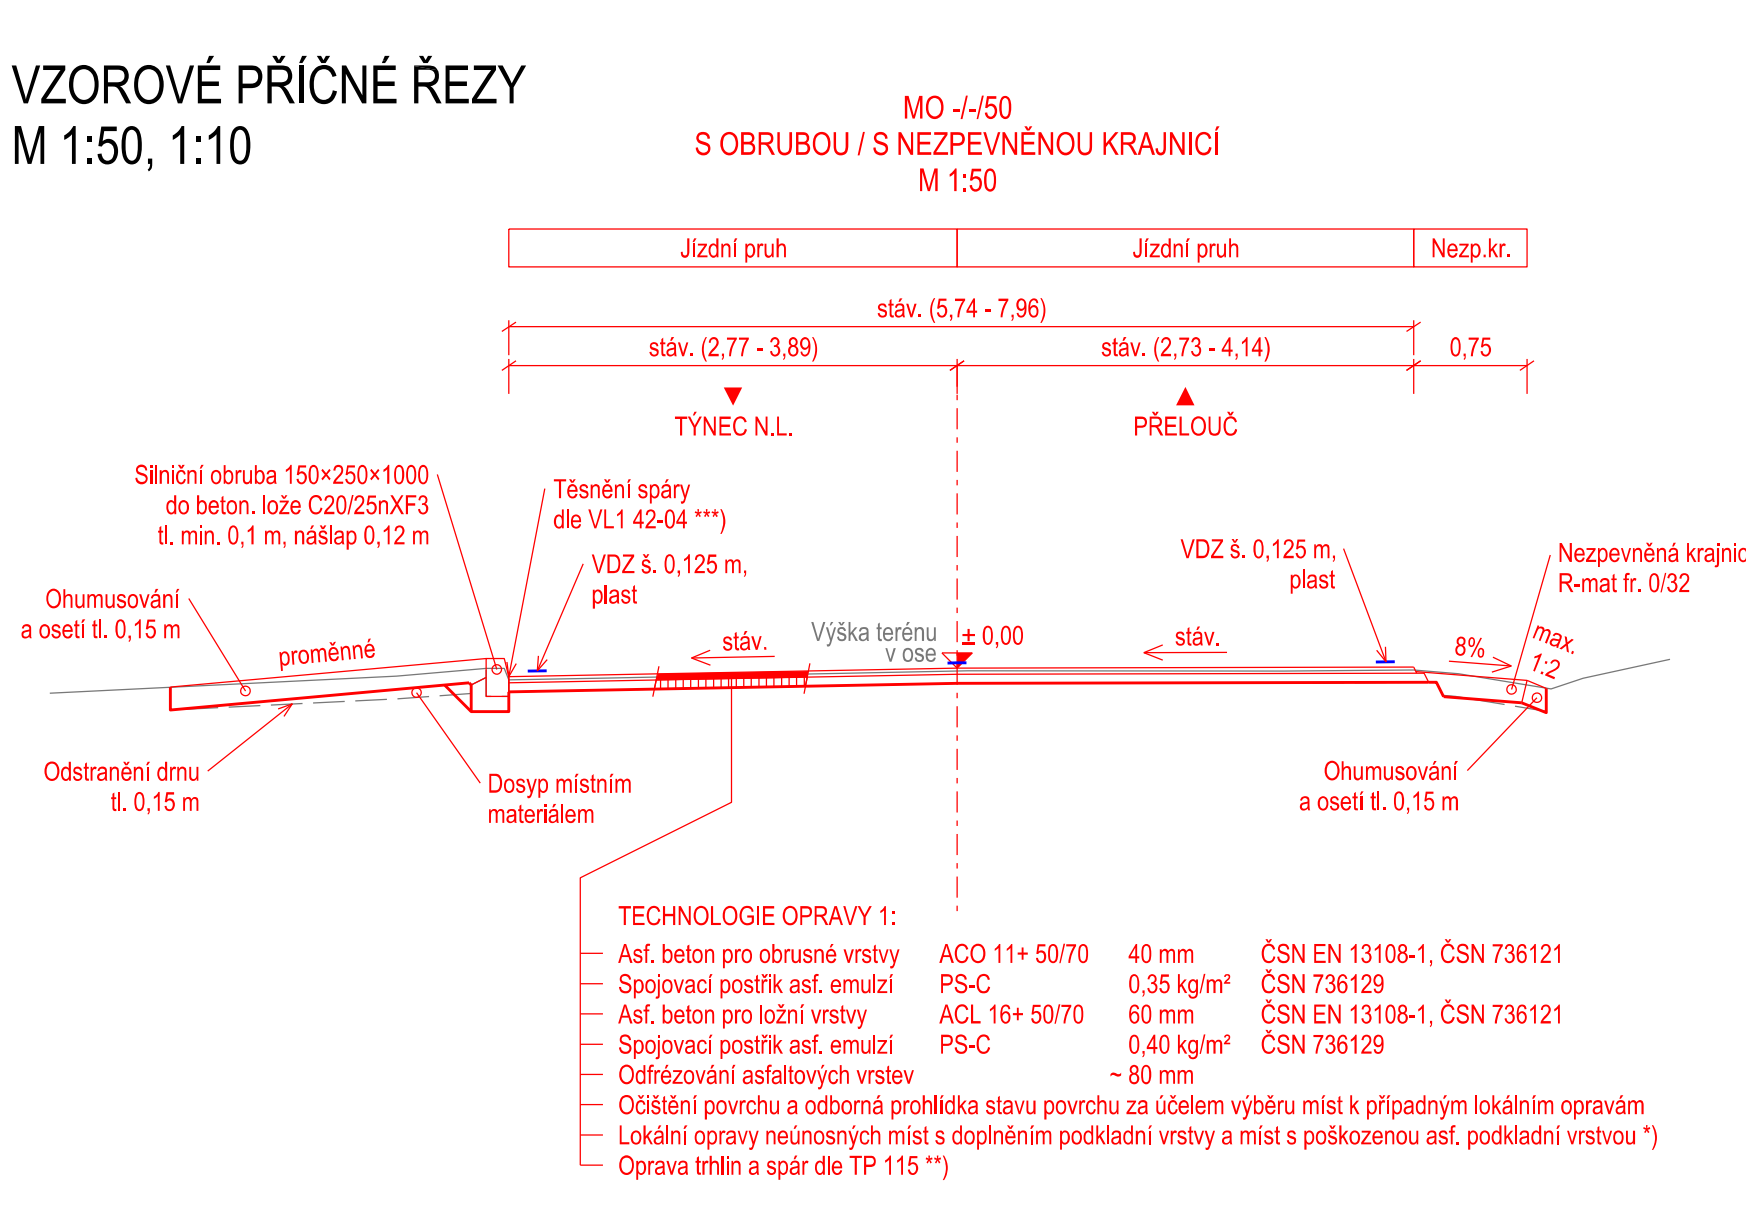 VZOROVÉ PŘÍČNÉ ŘEZY
M 1:50, 1:10
MO -/-/50
S OBRUBOU / S NEZPEVNĚNOU KRAJNICÍ
M 1:50
Jízdní pruh
Jízdní pruh
Nezp.kr.
stáv. (5,74 - 7,96)
stáv. (2,77 - 3,89)
stáv. (2,73 - 4,14)
0,75
TÝNEC N.L.
PŘELOUČ
Silniční obruba 150×250×1000
do beton. lože C20/25nXF3
tl. min. 0,1 m, nášlap 0,12 m
Těsnění spáry
dle VL1 42-04 ***)
VDZ š. 0,125 m,
plast
VDZ š. 0,125 m,
plast
Nezpevněná krajnic
R-mat fr. 0/32
Ohumusování
a osetí tl. 0,15 m
proměnné
stáv.
Výška terénu
v ose
± 0,00
stáv.
8%
max.
1:2
Odstranění drnu
tl. 0,15 m
Dosyp místním
materiálem
Ohumusování
a osetí tl. 0,15 m
TECHNOLOGIE OPRAVY 1:
Asf. beton pro obrusné vrstvy ACO 11+ 50/70 40 mm ČSN EN 13108-1, ČSN 736121
Spojovací postřik asf. emulzí PS-C 0,35 kg/m² ČSN 736129
Asf. beton pro ložní vrstvy ACL 16+ 50/70 60 mm ČSN EN 13108-1, ČSN 736121
Spojovací postřik asf. emulzí PS-C 0,40 kg/m² ČSN 736129
Odfrézování asfaltových vrstev ~ 80 mm
Očištění povrchu a odborná prohlídka stavu povrchu za účelem výběru míst k případným lokálním opravám
Lokální opravy neúnosných míst s doplněním podkladní vrstvy a míst s poškozenou asf. podkladní vrstvou *)
Oprava trhlin a spár dle TP 115 **)